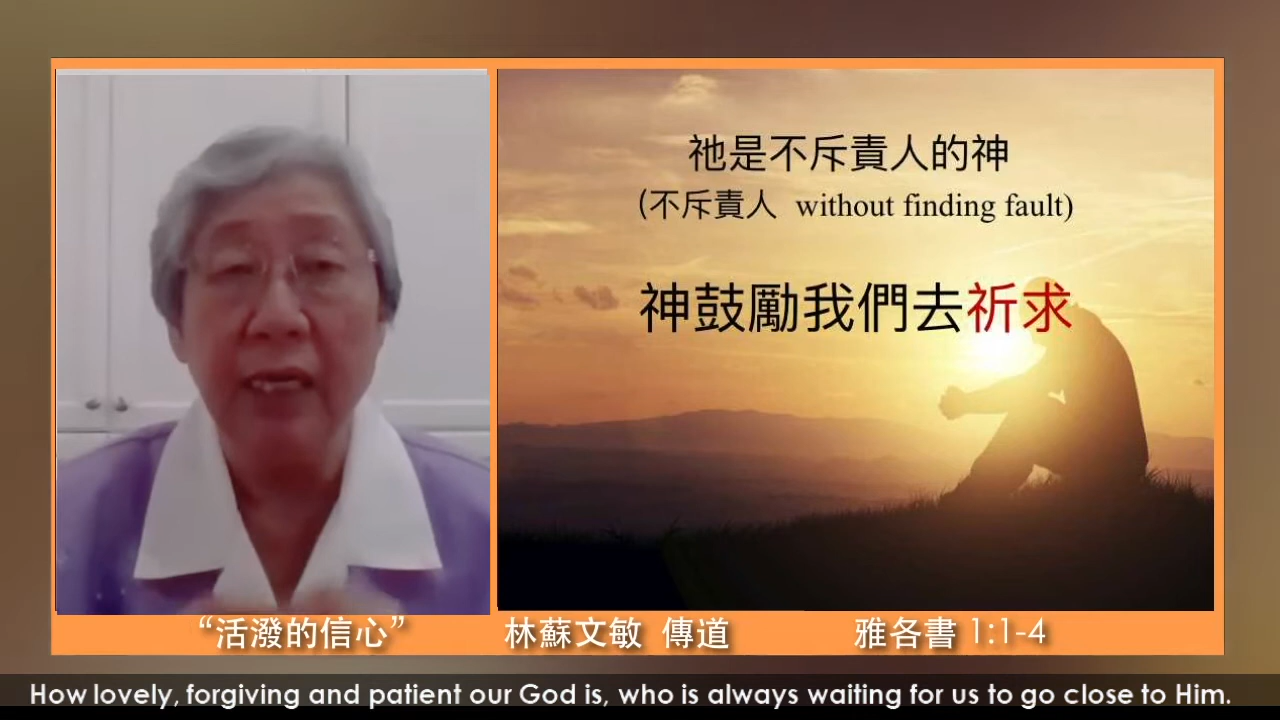 祂是不斥責人的神
(不斥責人 without finding fault)
神鼓勵我們去祈求
“活潑的信心” 林蘇文敏 傳道 雅各書 1:1-4
How lovely, forgiving and patient our God is, who is always waiting for us to go close to Him.